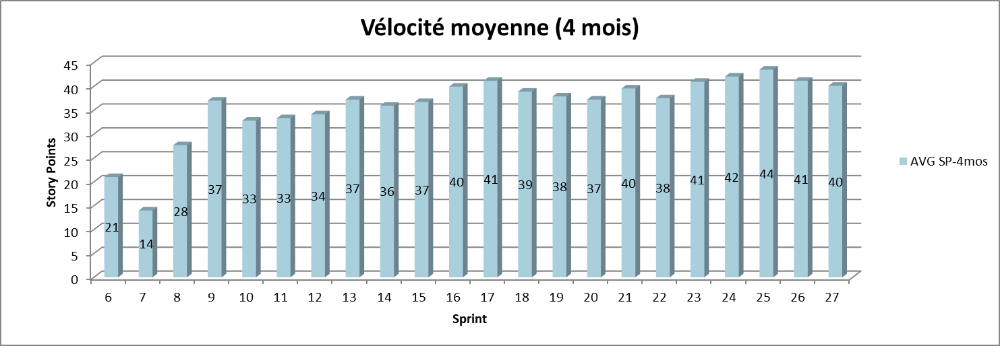 Vélocité moyenne (4 mois)
45
40
35
30
25
20
15
10
5
0
Story Points
21 14 28 37 33 33 34 37 36 37 40 41 39 38 37 40 38 41 42 44 41 40
6 7 8 9 10 11 12 13 14 15 16 17 18 19 20 21 22 23 24 25 26 27
Sprint
AVG SP-4mos